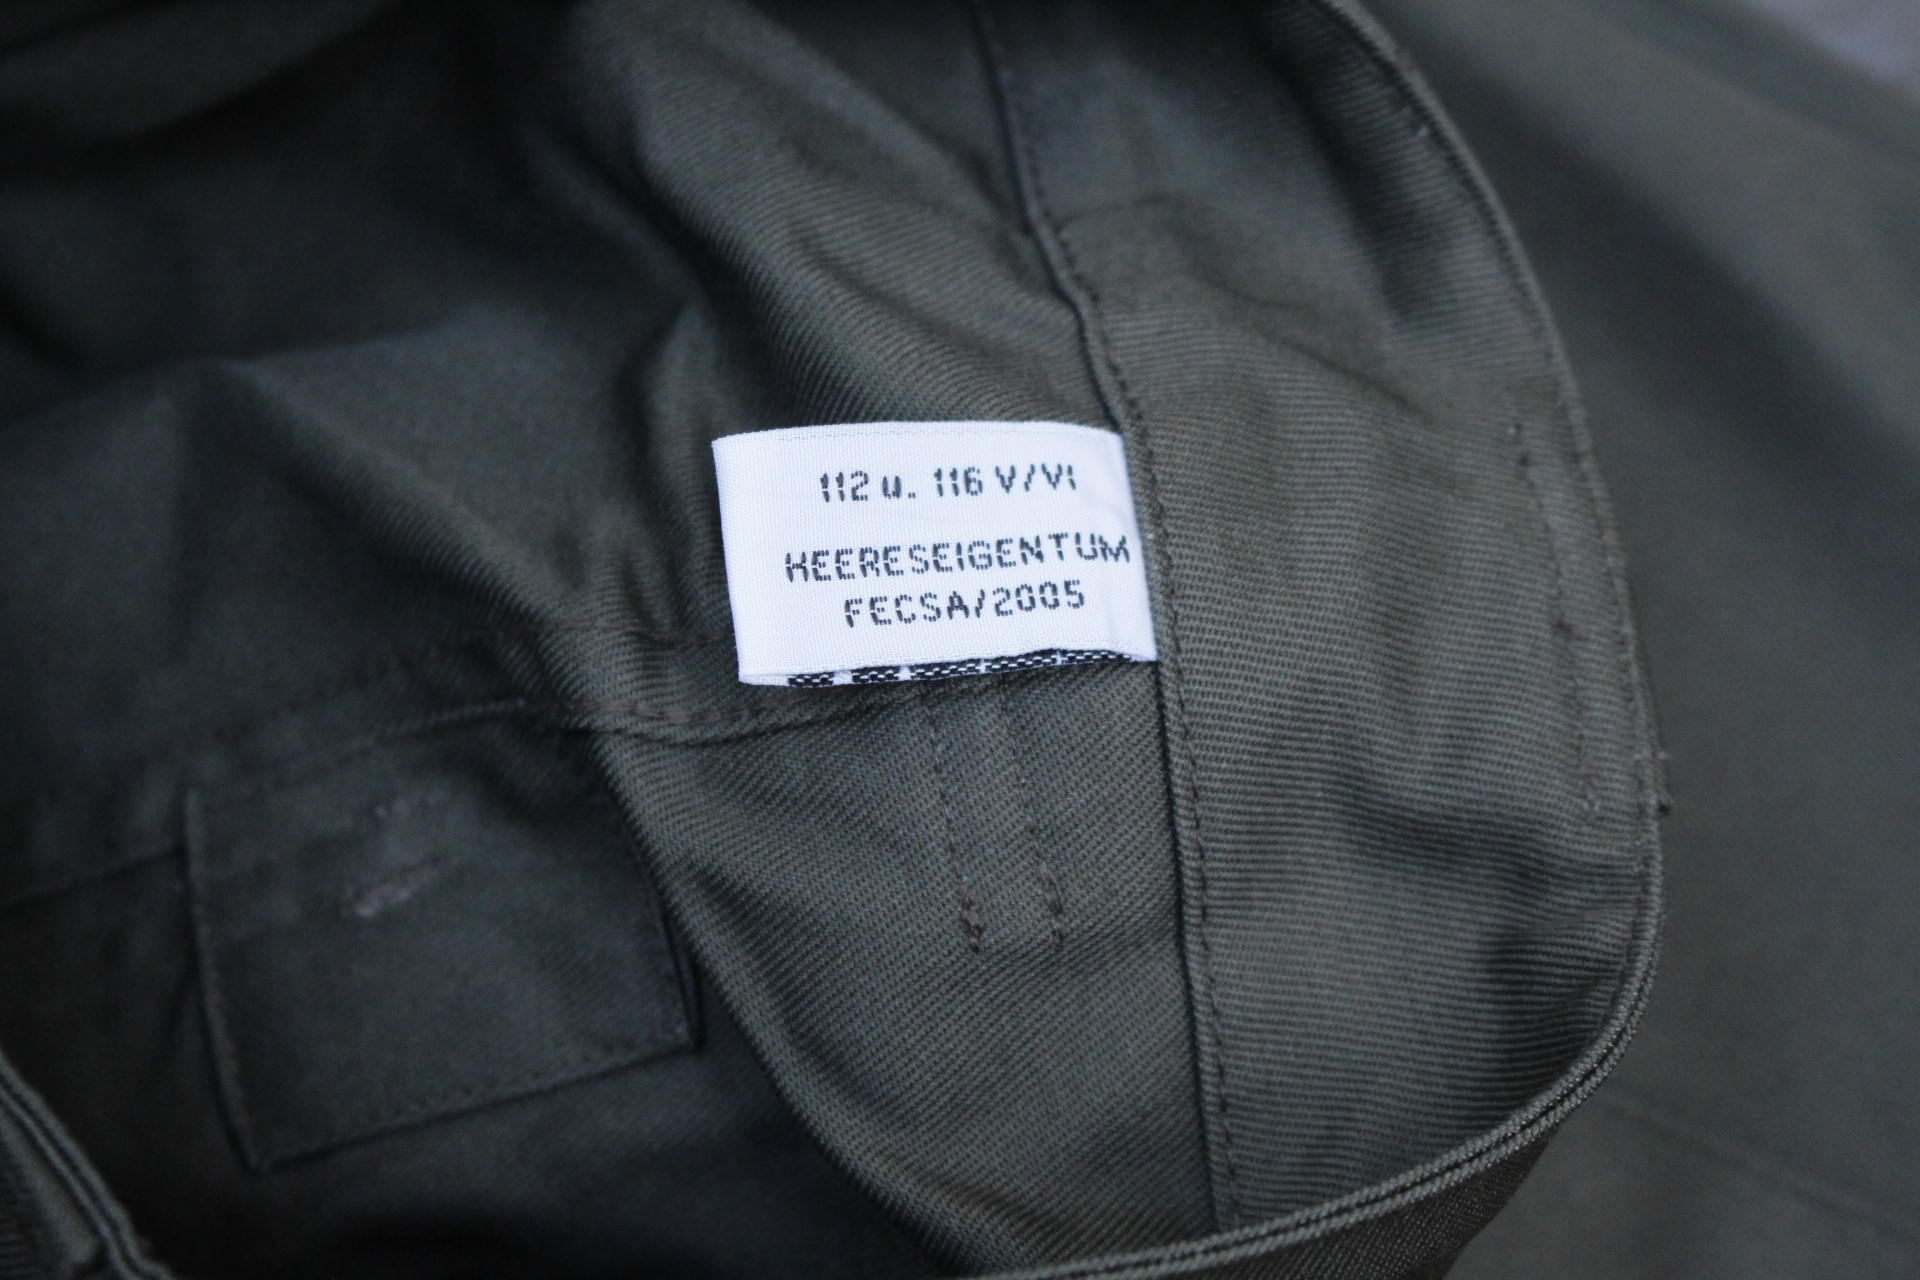 112 u. 116 V/VI
HEERESEIGENTUM
FECSA/2005